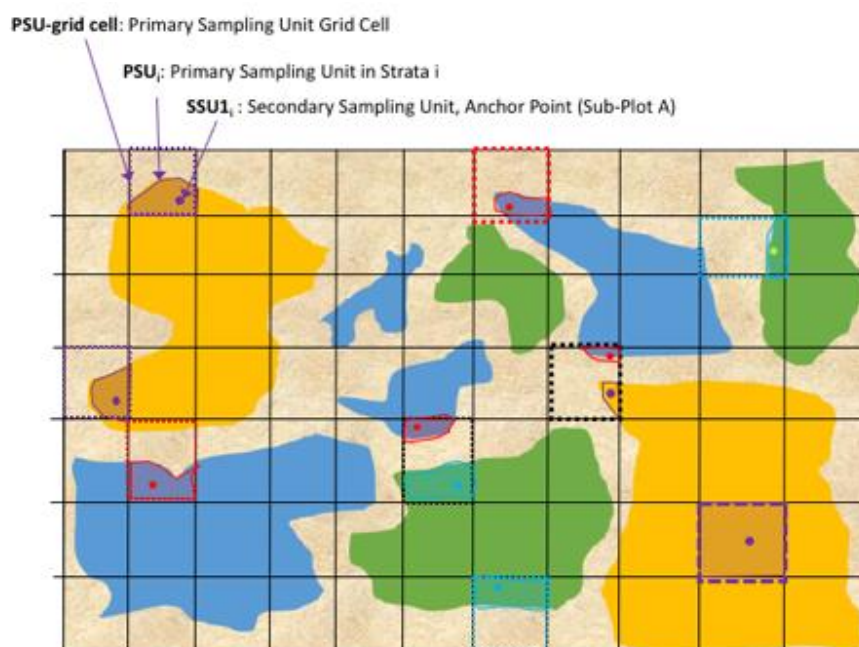 PSU-grid cell: Primary Sampling Unit Grid Cell
PSUi: Primary Sampling Unit in Strata i
SSU1i : Secondary Sampling Unit, Anchor Point (Sub-Plot A)